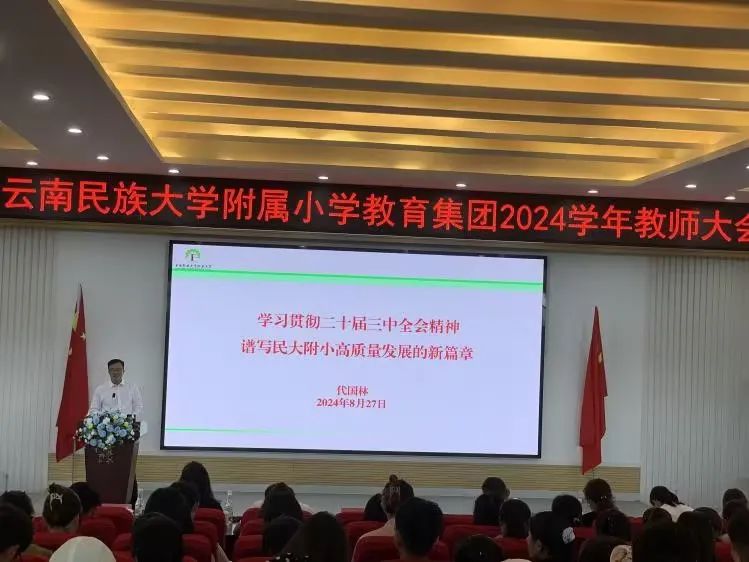 云南民族大学附属小学教育集团2024学年教师大会
学习贯彻二十届三中全会精神
谱写民大附小高质量发展的新篇章
代国林
2024年8月27日